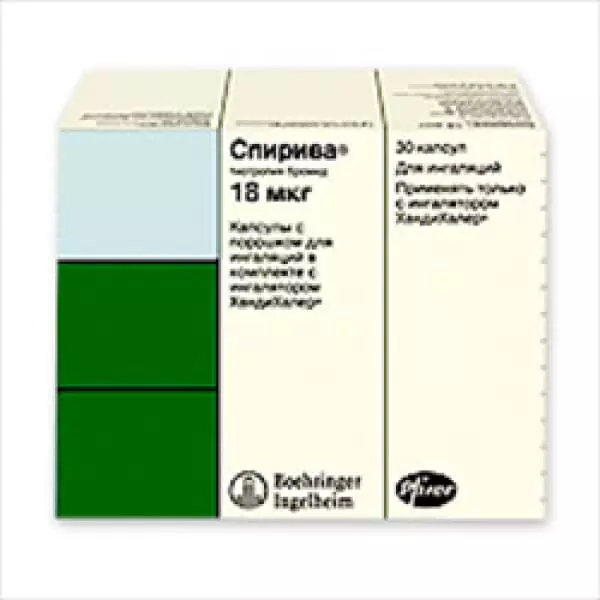 Спирива®
тиотропия бромид
18 мкг
Капсулы с
порошком для
ингаляций в
комплекте с
ингалятором
ХандиХалер®
Boehringer
Ingelheim
30 капсул
Для ингаляций
Применять только
с ингалятором
ХандиХалер®
Pfizer